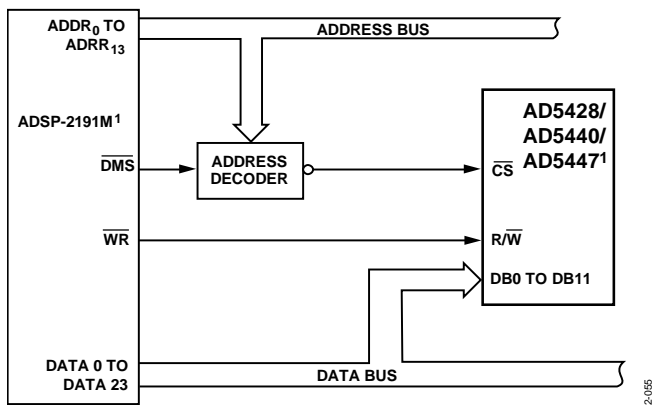 ADDR0 TO
ADRR13
ADDRESS BUS
ADSP-2191M1
AD5428/
AD5440/
AD54471
DMS
ADDRESS
DECODER
CS
WR
R/W
DB0 TO DB11
DATA 0 TO
DATA 23
DATA BUS
2-055